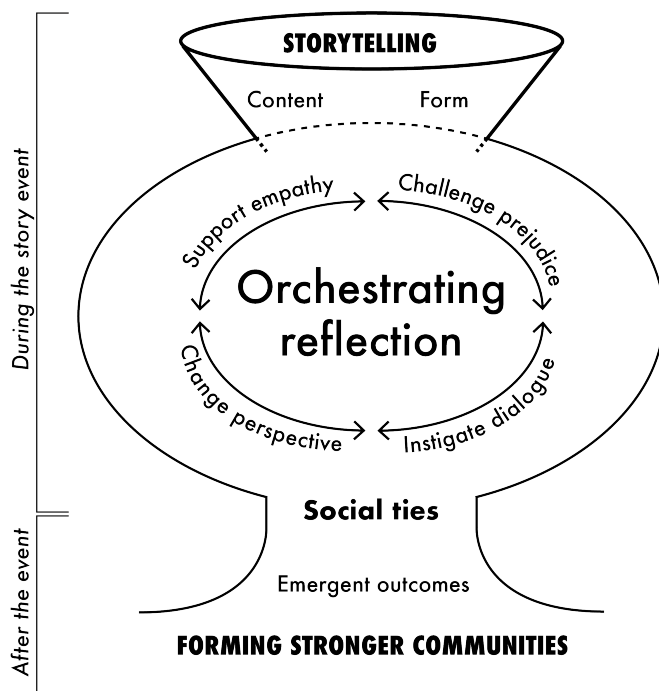 STORYTELLING
Content
Form
Support empathy
Challenge prejudice
Orchestrating
reflection
Change perspective
Instigate dialogue
Social ties
Emergent outcomes
FORMING STRONGER COMMUNITIES
During the story event
After the event